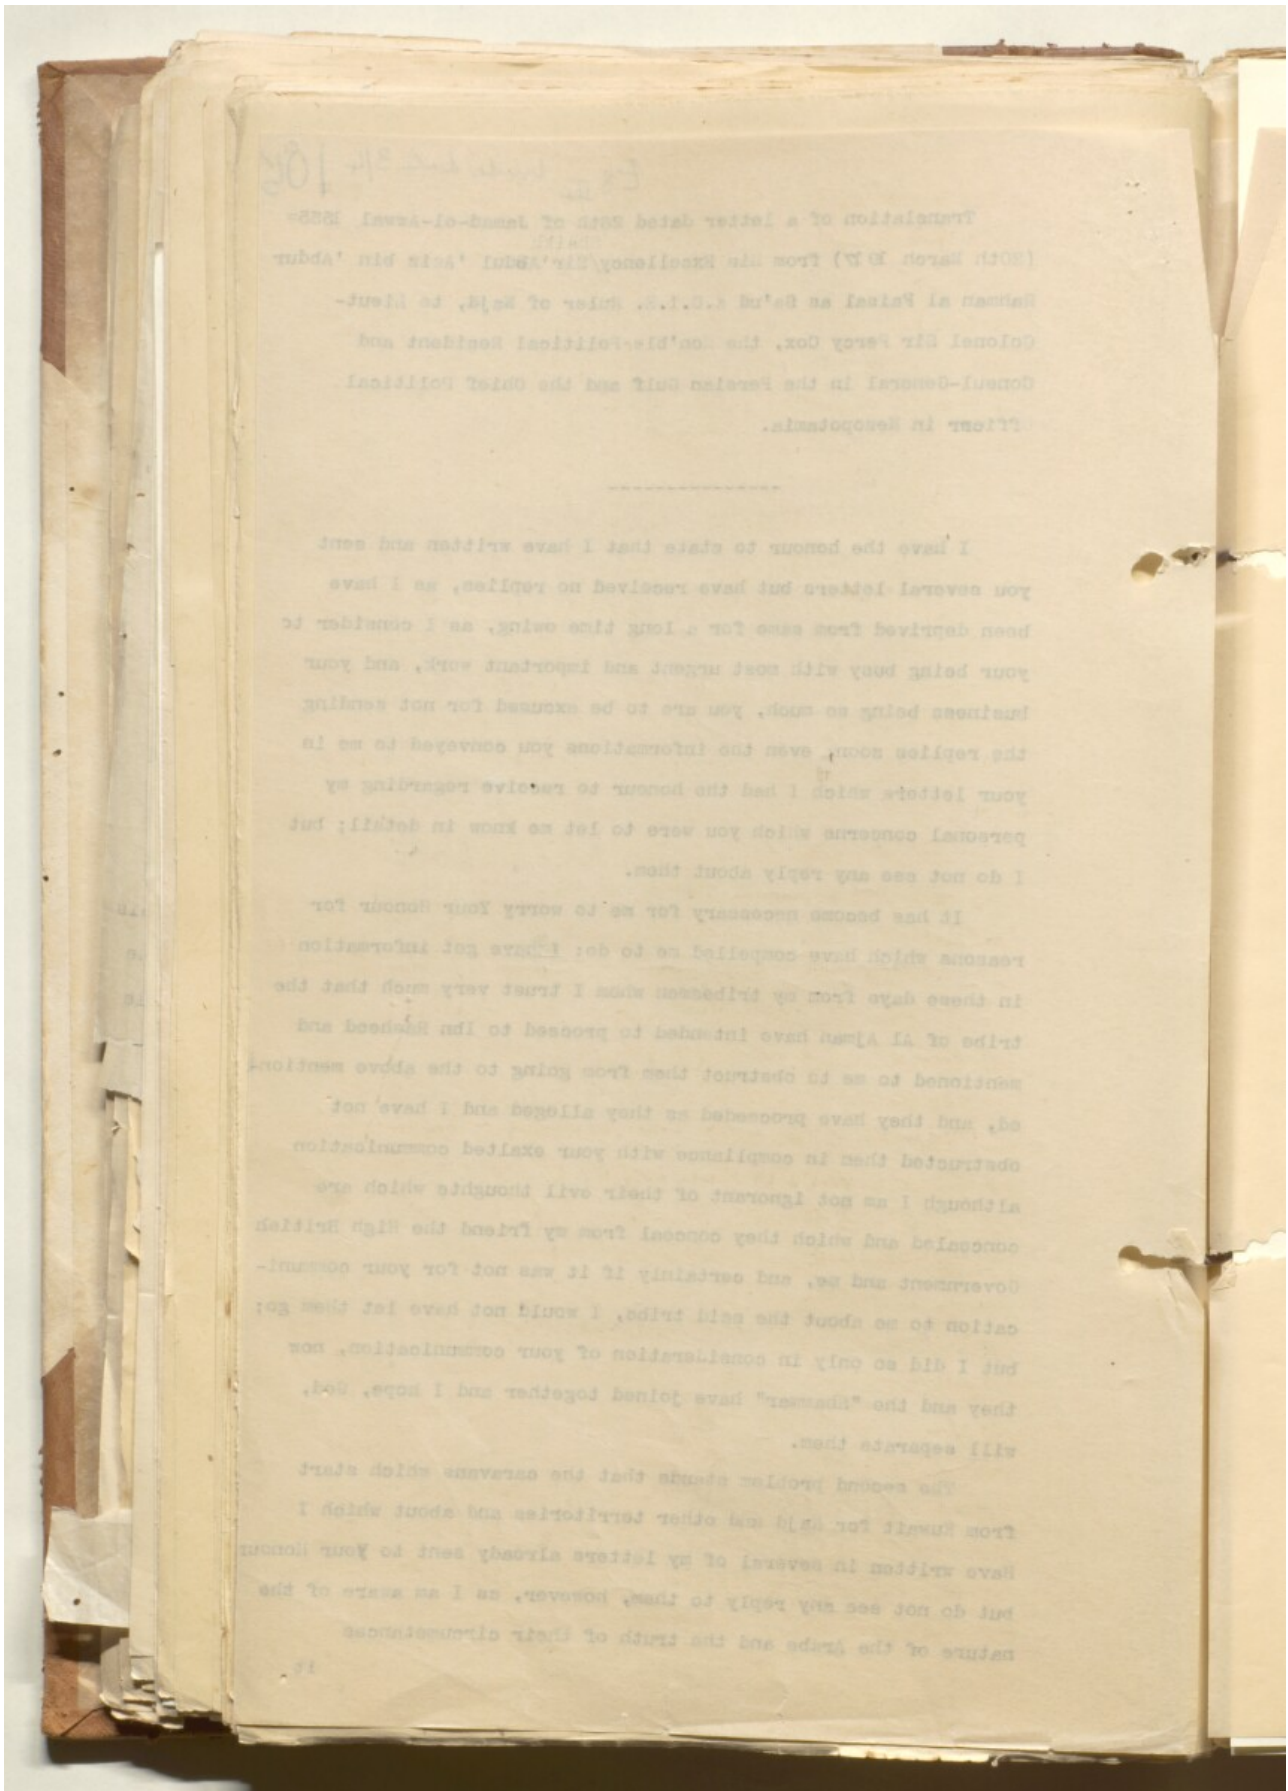 Translation of a letter dated 26th of Jamad-ol-Awwal 1335=
(20th March 1917) from His Excellency/Sir 'Abdul 'Aziz bin 'Abdur
Rahman al Faisal as Sa'ud K.C.I.E. Ruler of Najd, to Lieut-
Colonel Sir Percy Cox, the Hon'ble Political Resident and
Consul-General in the Persian Gulf and the Chief Political
Officer in Mesopotamia.
---------------
I have the honour to state that I have written and sent
you several letters but have received no replies, as I have
been deprived from same for a long time owing, as I consider to
your being busy with most urgent and important work, and your
business being so much, you are to be excused for not sending
the replies soon, even the informations you conveyed to me in
your letters which I had the honour to receive regarding my
personal concerns which you were to let me know in detail; but
I do not see any reply about them.
It has become necessary for me to worry Your Honour for
reasons which have compelled me to do: I have got information
in these days from my tribesmen whom I trust very much that the
tribe of Al Ajman have intended to proceed to Ibn Rasheed and
mentioned to me to obstruct them from going to the above mention-
ed, and they have proceeded as they alleged and I have not
obstructed them in compliance with your exalted communication
although I am not ignorant of their evil thoughts which are
concealed and which they conceal from my friend the High British
Government and me, and certainly if it was not for your communi-
cation to me about the said tribe, I would not have let them go;
but I did so only in consideration of your communication, now
they and the "Shammer" have joined together and I hope, God,
will separate them.
The second problem stands that the caravans which start
from Kuwait for Najd and other territories and about which I
Have written in several of my letters already sent to Your Honour
but do not see any reply to them, however, as I am aware of the
nature of the Arabs and the truth of their circumstances
it